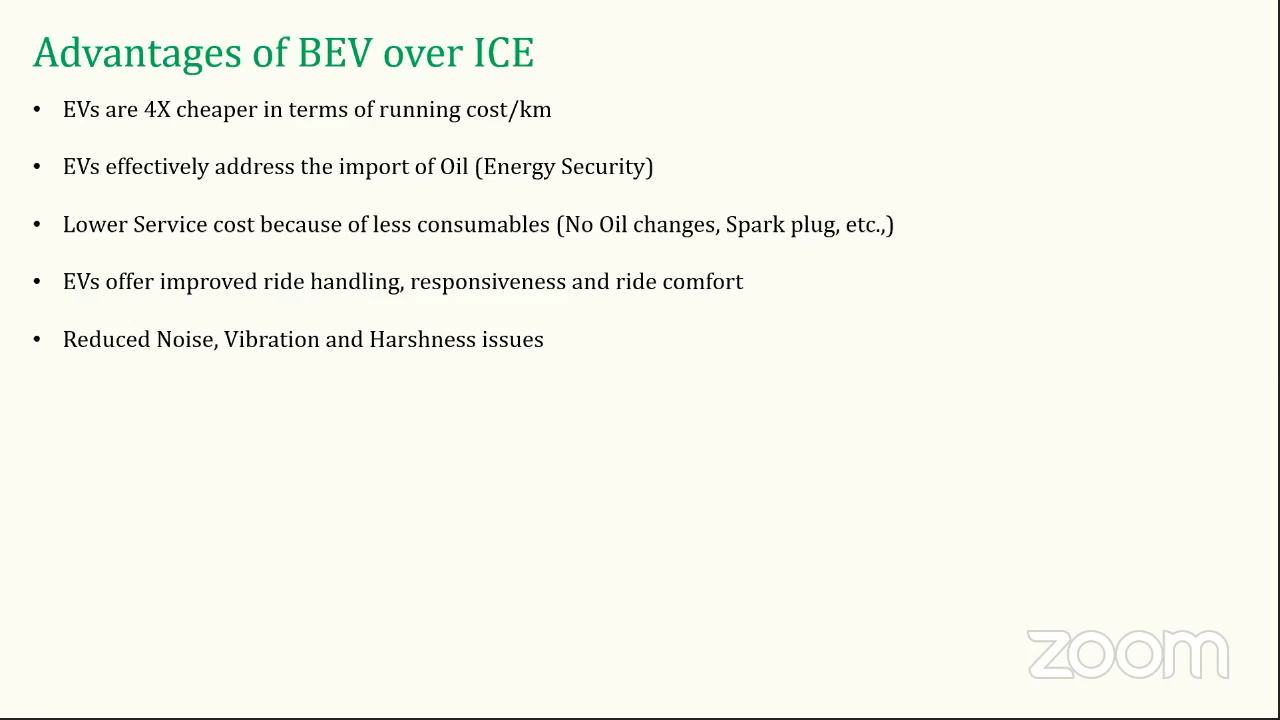 Advantages of BEV over ICE
• EVs are 4X cheaper in terms of running cost/km
• EVs effectively address the import of Oil (Energy Security)
• Lower Service cost because of less consumables (No Oil changes, Spark plug, etc.,)
• EVs offer improved ride handling, responsiveness and ride comfort
• Reduced Noise, Vibration and Harshness issues
zoom